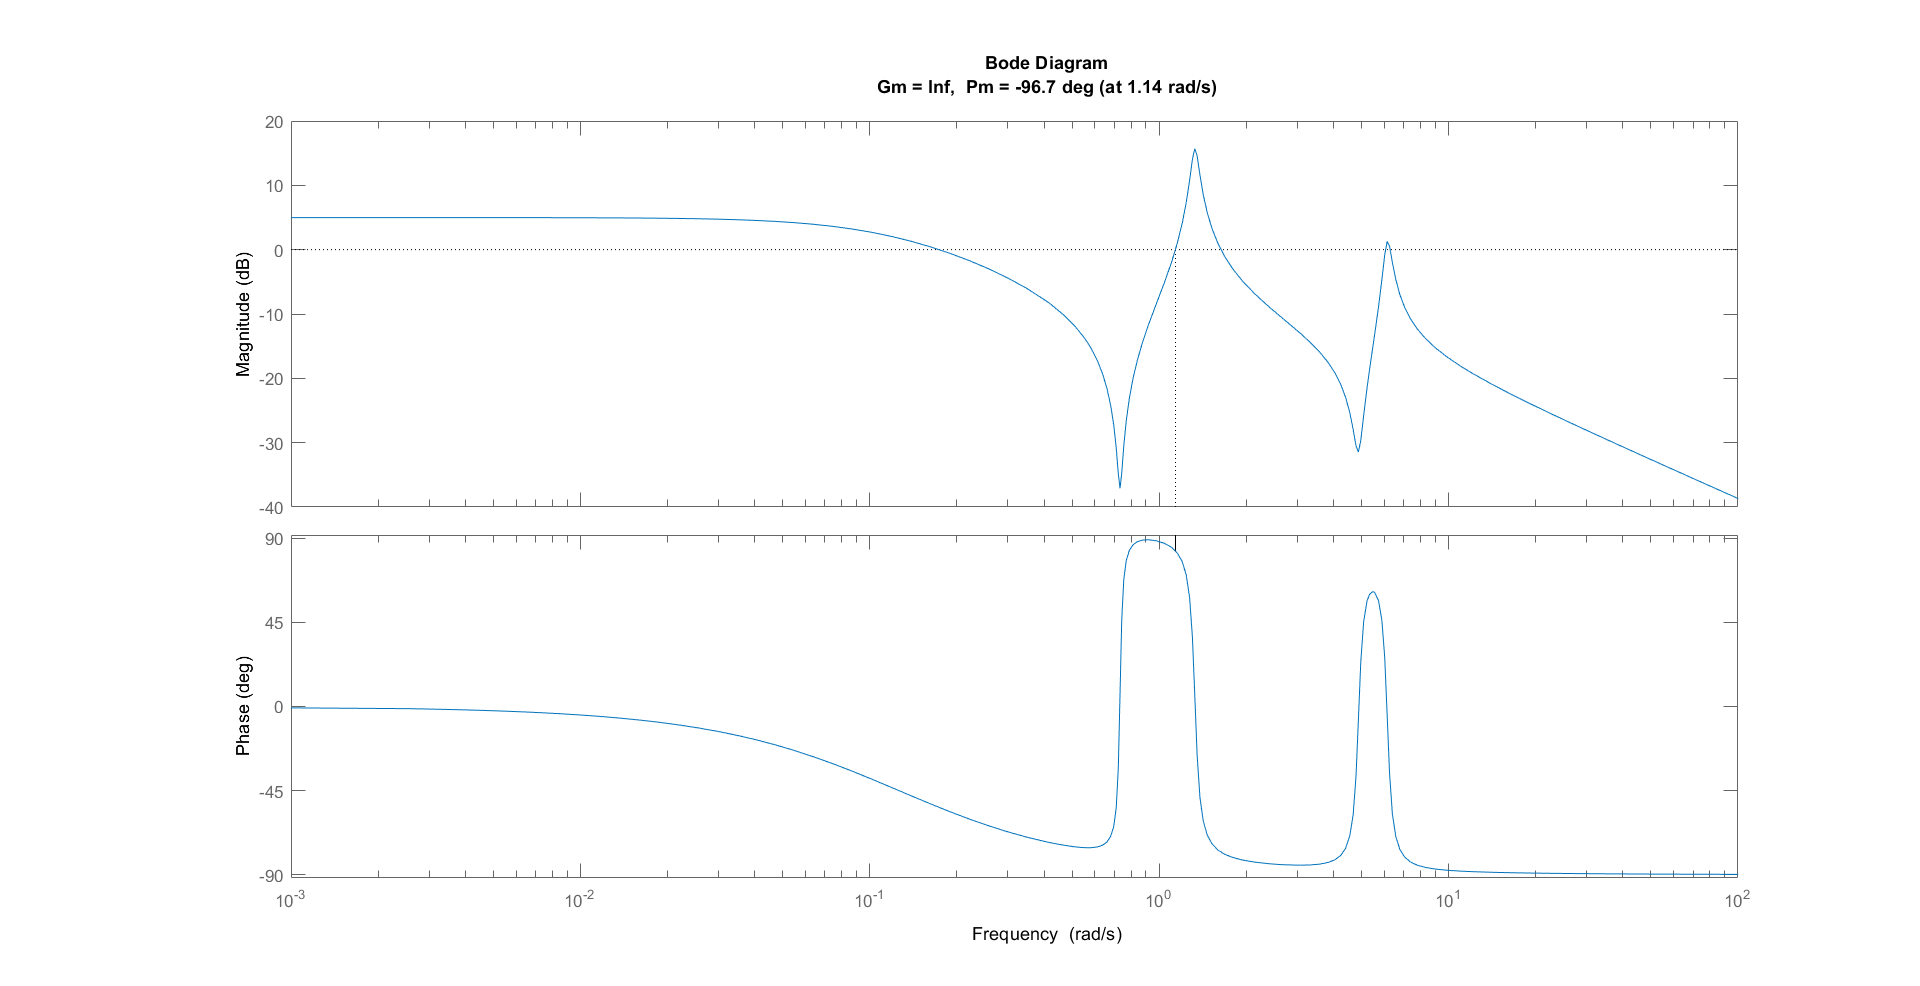 Bode Diagram
Gm = Inf,  Pm = -96.7 deg (at 1.14 rad/s)
Magnitude (dB)
20
10
0
-10
-20
-30
-40
Phase (deg)
90
45
0
-45
-90
10^-3 10^-2 10^-1 10^0 10^1 10^2
Frequency  (rad/s)